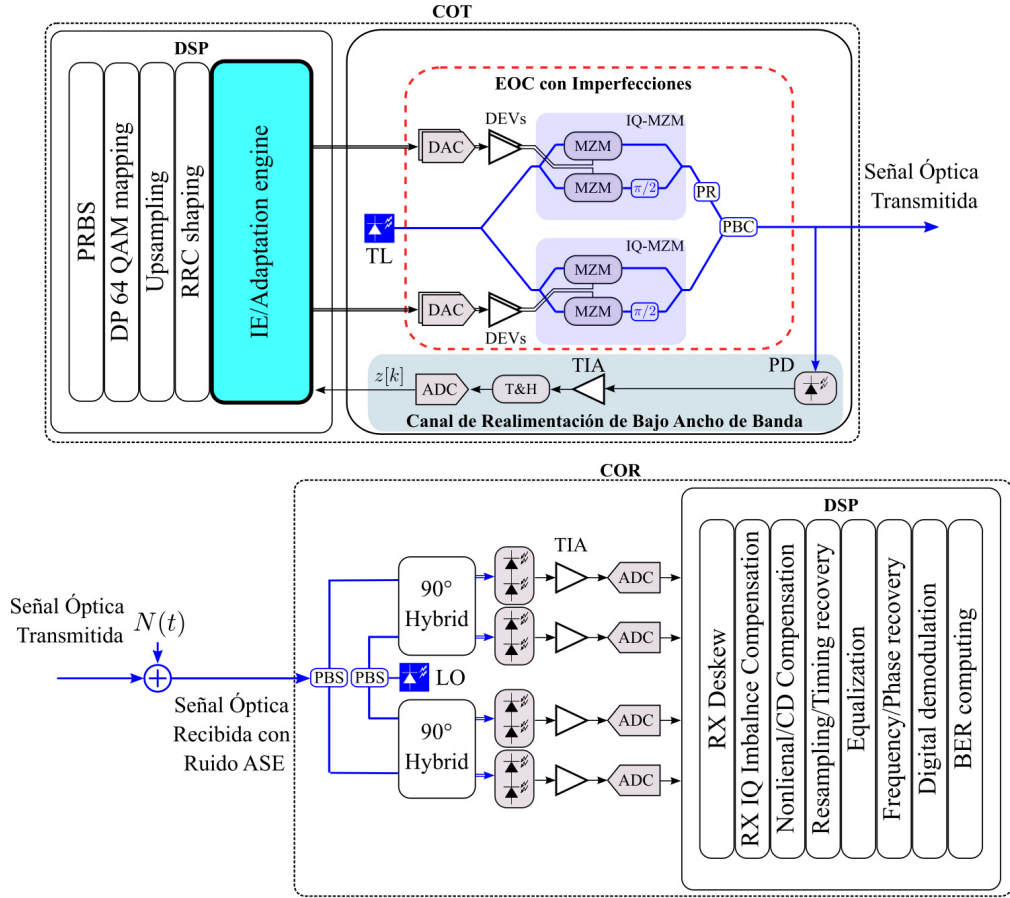 COT
DSP
PRBS
DP 64 QAM mapping
Upsampling
RRC shaping
IE/Adaptation engine
EOC con Imperfecciones
DAC
DEVs
IQ-MZM
MZM
MZM
π/2
PR
PBC
TL
Señal Óptica
Transmitida
IQ-MZM
MZM
MZM
π/2
DAC
DEVs
z[k]
ADC
T&H
TIA
PD
Canal de Realimentación de Bajo Ancho de Banda
COR
Señal Óptica
Transmitida
N(t)
+
Señal Óptica
Recibida con
Ruido ASE
PBS
PBS
LO
90°
Hybrid
90°
Hybrid
TIA
ADC
ADC
ADC
ADC
DSP
RX Deskew
RX IQ Imbalnce Compensation
Nonlienal/CD Compensation
Resampling/Timing recovery
Equalization
Frequency/Phase recovery
Digital demodulation
BER computing